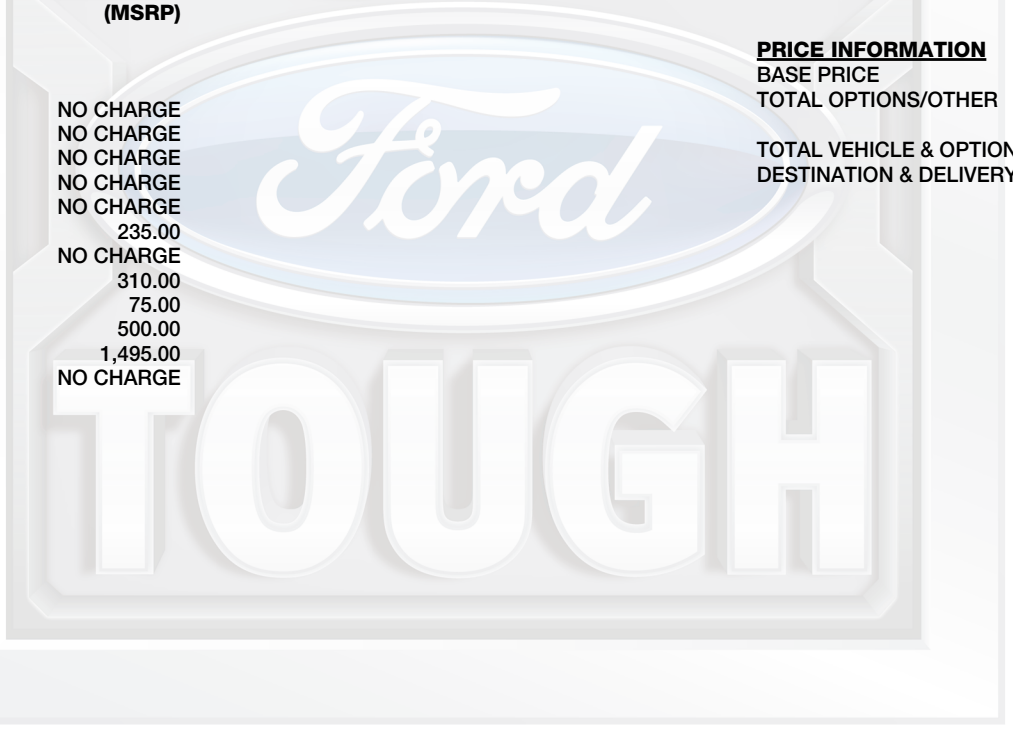 (MSRP)
NO CHARGE
NO CHARGE
NO CHARGE
NO CHARGE
NO CHARGE
235.00
NO CHARGE
310.00
75.00
500.00
1,495.00
NO CHARGE
PRICE INFORMATION
BASE PRICE
TOTAL OPTIONS/OTHER
TOTAL VEHICLE & OPTION
DESTINATION & DELIVERY
Ford
TOUGH